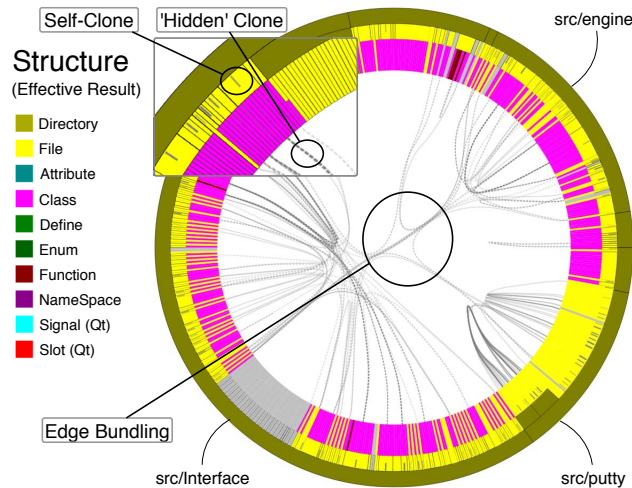 Self-Clone
'Hidden' Clone
src/engine
Structure
(Effective Result)
Directory
File
Attribute
Class
Define
Enum
Function
NameSpace
Signal (Qt)
Slot (Qt)
Edge Bundling
src/Interface
src/putty